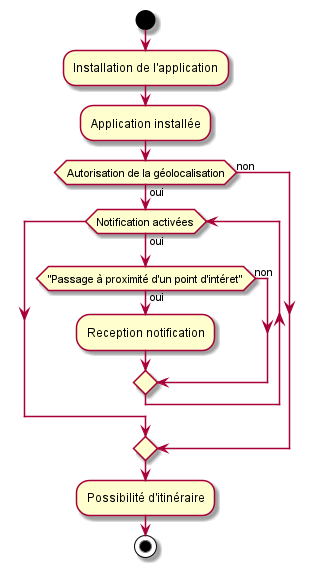 Installation de l'application
Application installée
Autorisation de la géolocalisation
non
oui
Notification activées
oui
"Passage à proximité d'un point d'intéret"
non
oui
Reception notification
Possibilité d'itinéraire